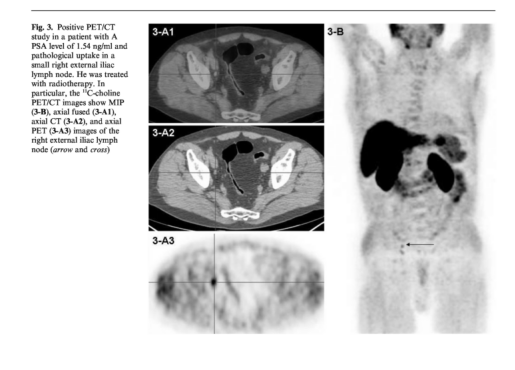 Fig. 3. Positive PET/CT
study in a patient with A
PSA level of 1.54 ng/ml and
pathological uptake in a
small right external iliac
lymph node. He was treated
with radiotherapy. In
particular, the ¹¹C-choline
PET/CT images show MIP
(3-B), axial fused (3-A1),
axial CT (3-A2), and axial
PET (3-A3) images of the
right external iliac lymph
node (arrow and cross)
3-A1
3-A2
3-A3
3-B